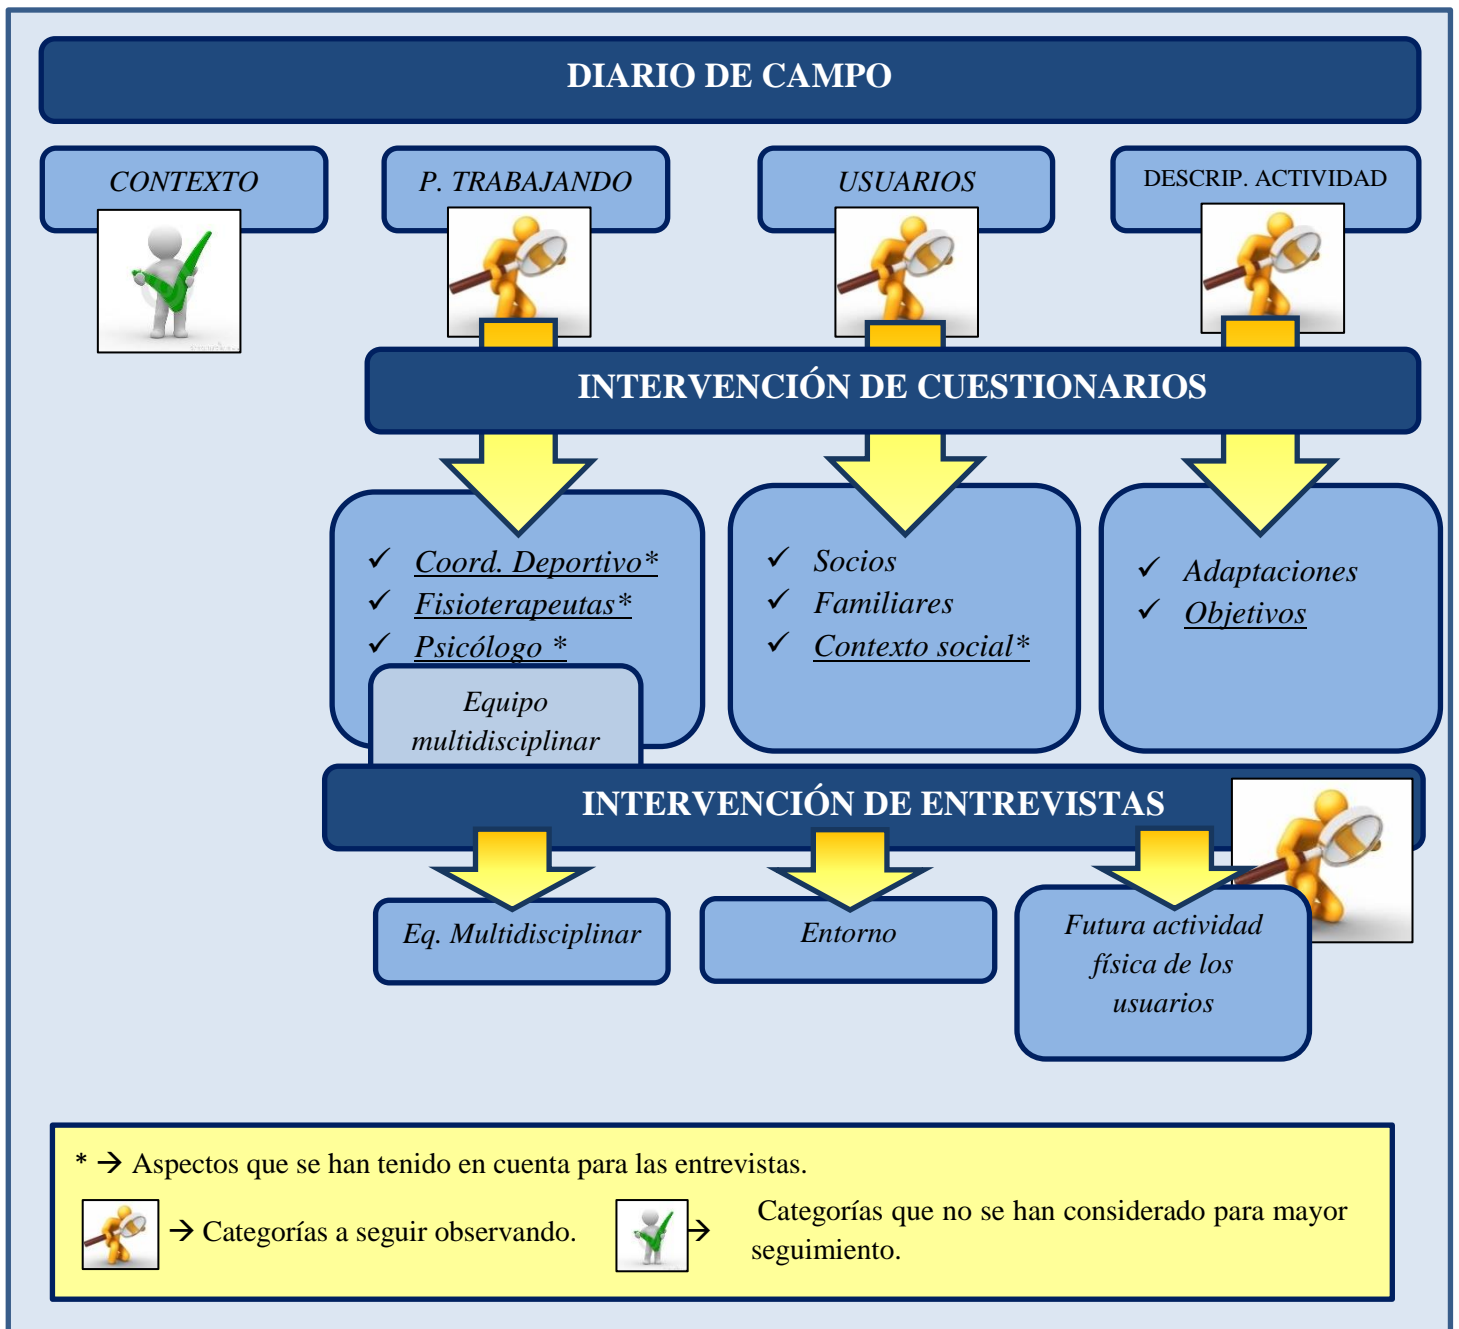 DIARIO DE CAMPO
CONTEXTO
P. TRABAJANDO
USUARIOS
DESCRIP. ACTIVIDAD
INTERVENCIÓN DE CUESTIONARIOS
✓ Coord. Deportivo*
✓ Fisioterapeutas*
✓ Psicólogo *
Equipo
multidisciplinar
✓ Socios
✓ Familiares
✓ Contexto social*
✓ Adaptaciones
✓ Objetivos
INTERVENCIÓN DE ENTREVISTAS
Eq. Multidisciplinar
Entorno
Futura actividad
física de los
usuarios
* → Aspectos que se han tenido en cuenta para las entrevistas.
→ Categorías a seguir observando.
→ Categorías que no se han considerado para mayor
seguimiento.